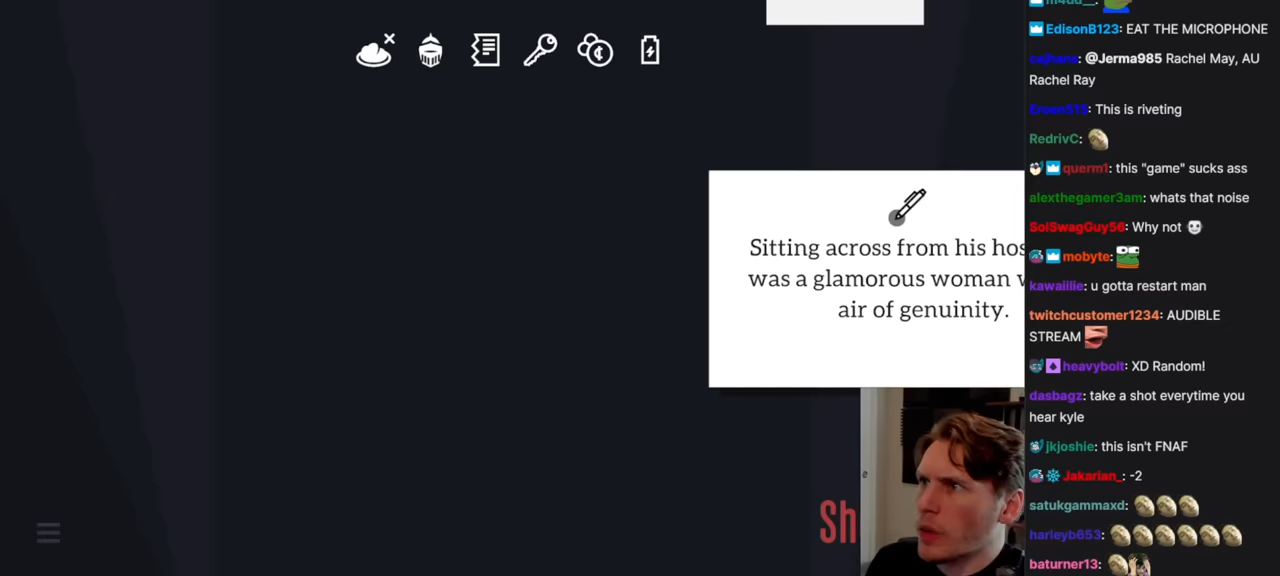 EdisonB123: EAT THE MICROPHONE
@Jerma985 Rachel May, AU
Rachel Ray
Eroen515: This is riveting
RedrivC:
querm1: this "game" sucks ass
alexthegamer3am: whats that noise
SolSwagGuy56: Why not
mobyte:
kawaiilie: u gotta restart man
twitchcustomer1234: AUDIBLE
STREAM
heavybolt: XD Random!
dasbagz: take a shot everytime you
hear kyle
jkjoshie: this isn't FNAF
Jakarian_: -2
satukgammaxd:
harleyb653:
baturner13:
Sitting across from his hos
was a glamorous woman
air of genuinity.
Sh